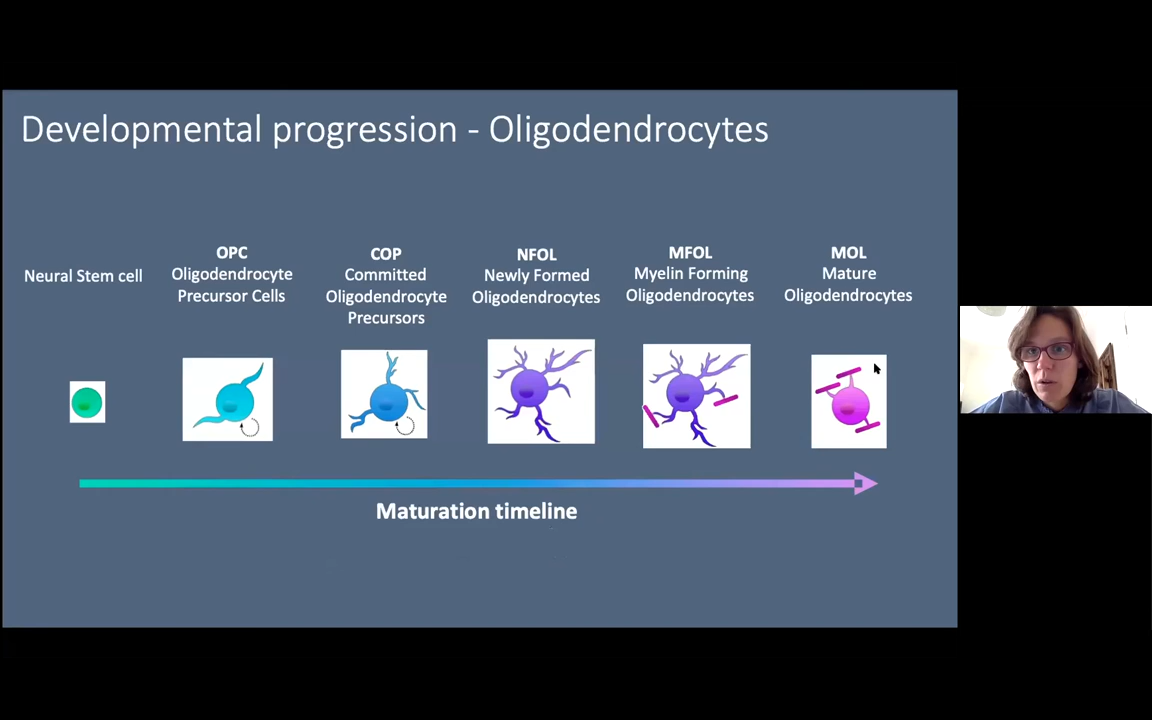 Developmental progression - Oligodendrocytes
Neural Stem cell
OPC
Oligodendrocyte
Precursor Cells
COP
Committed
Oligodendrocyte
Precursors
NFOL
Newly Formed
Oligodendrocytes
MFOL
Myelin Forming
Oligodendrocytes
MOL
Mature
Oligodendrocytes
Maturation timeline